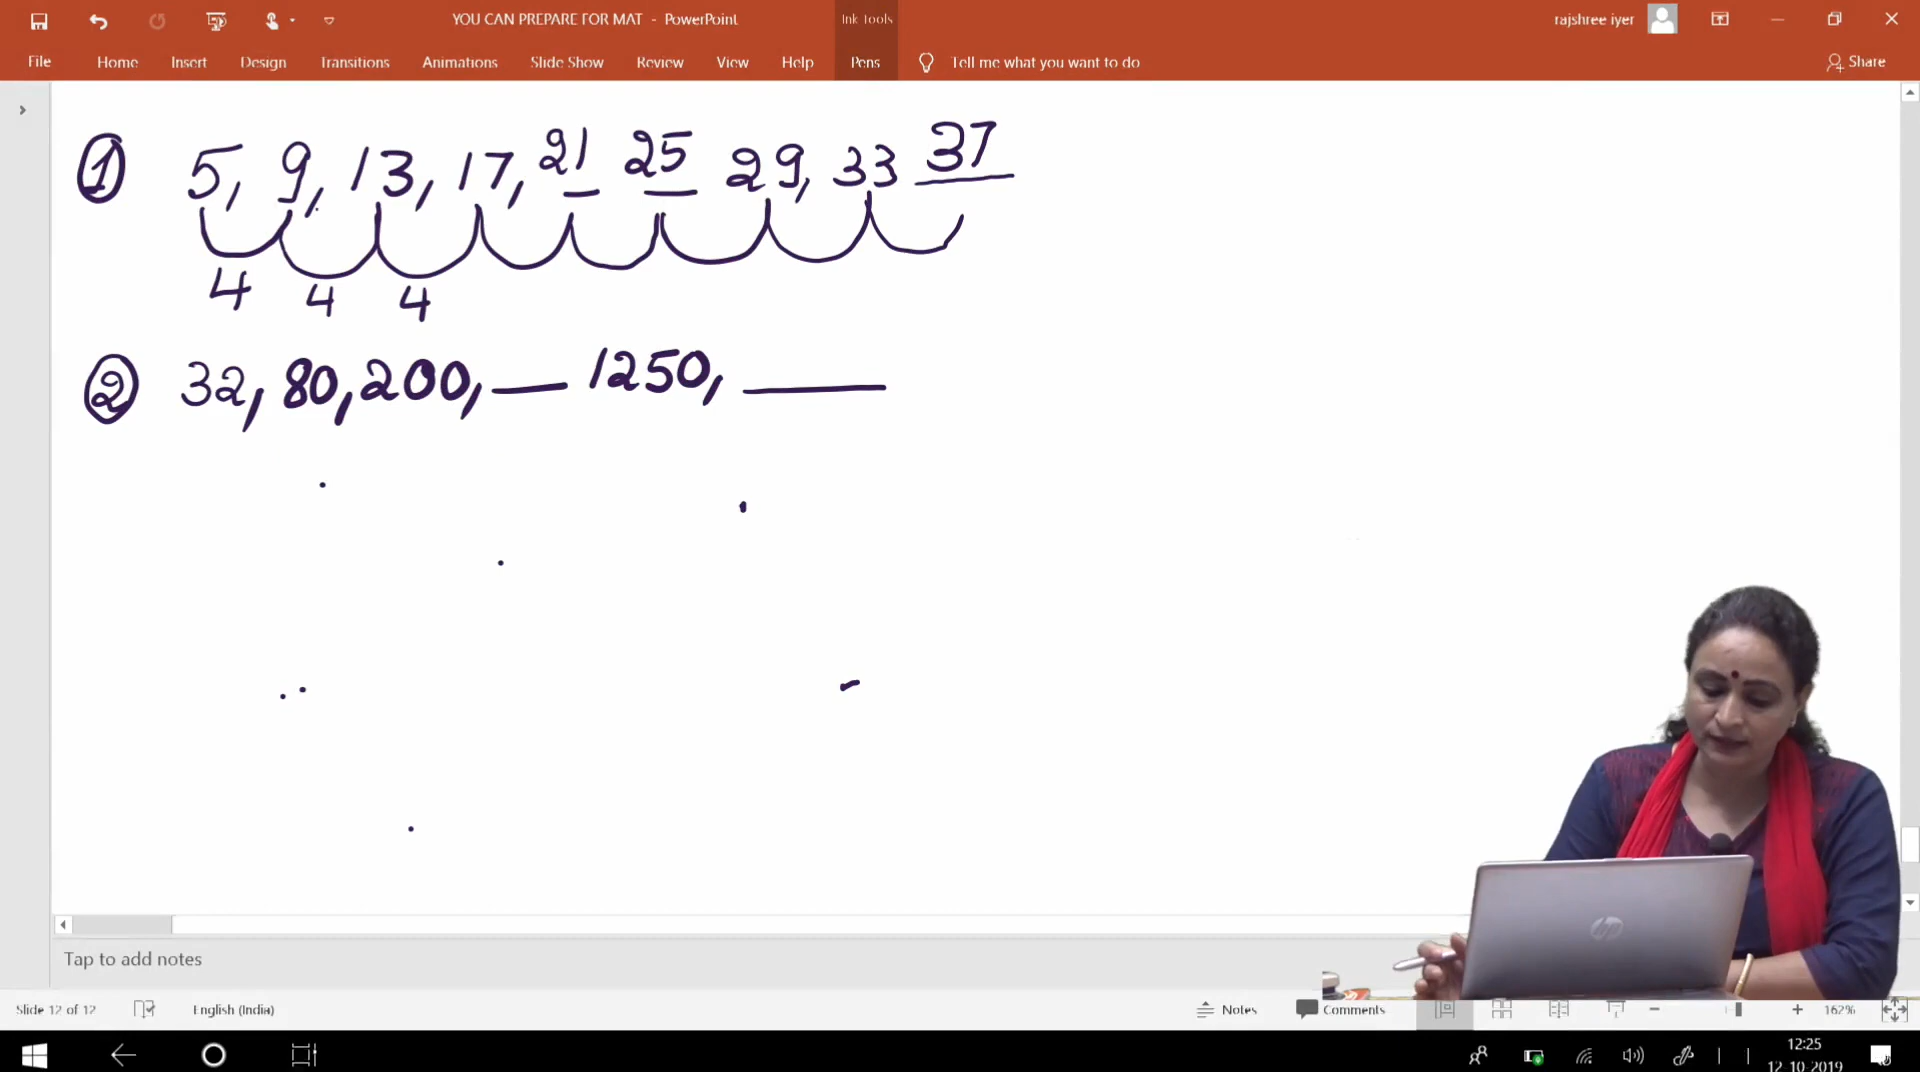 YOU CAN PREPARE FOR MAT - PowerPoint
Ink Tools
rajshree iyer
File Home Insert Design Transitions Animations Slide Show Review View Help Pens Tell me what you want to do Share
① 5, 9, 13, 17, 21 25 29, 33 37
4 4 4
② 32, 80, 200, __ 1250, ____
Tap to add notes
hp
Slide 12 of 12 English (India) Notes Comments 162%
12:25
12-10-2019